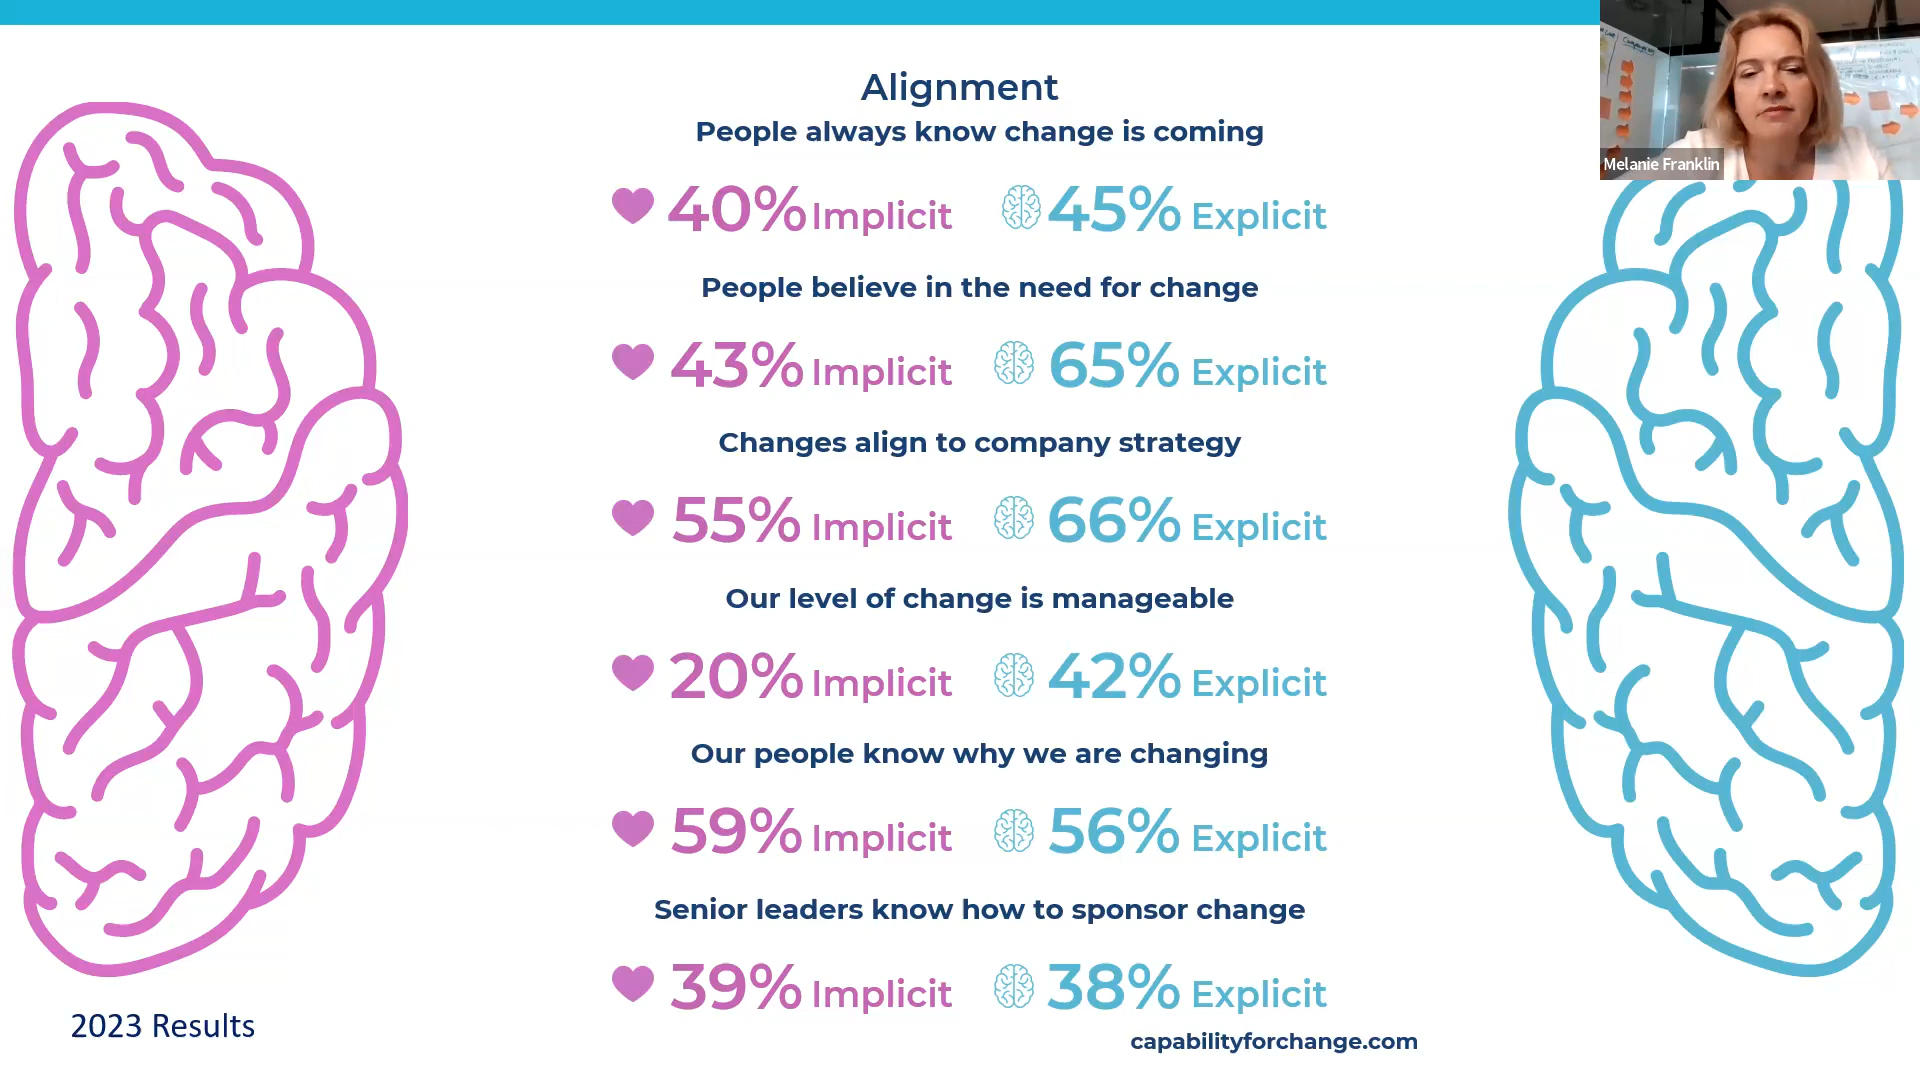 Alignment
People always know change is coming
40% Implicit 45% Explicit
People believe in the need for change
43% Implicit 65% Explicit
Changes align to company strategy
55% Implicit 66% Explicit
Our level of change is manageable
20% Implicit 42% Explicit
Our people know why we are changing
59% Implicit 56% Explicit
Senior leaders know how to sponsor change
39% Implicit 38% Explicit
2023 Results
capabilityforchange.com
Melanie Franklin